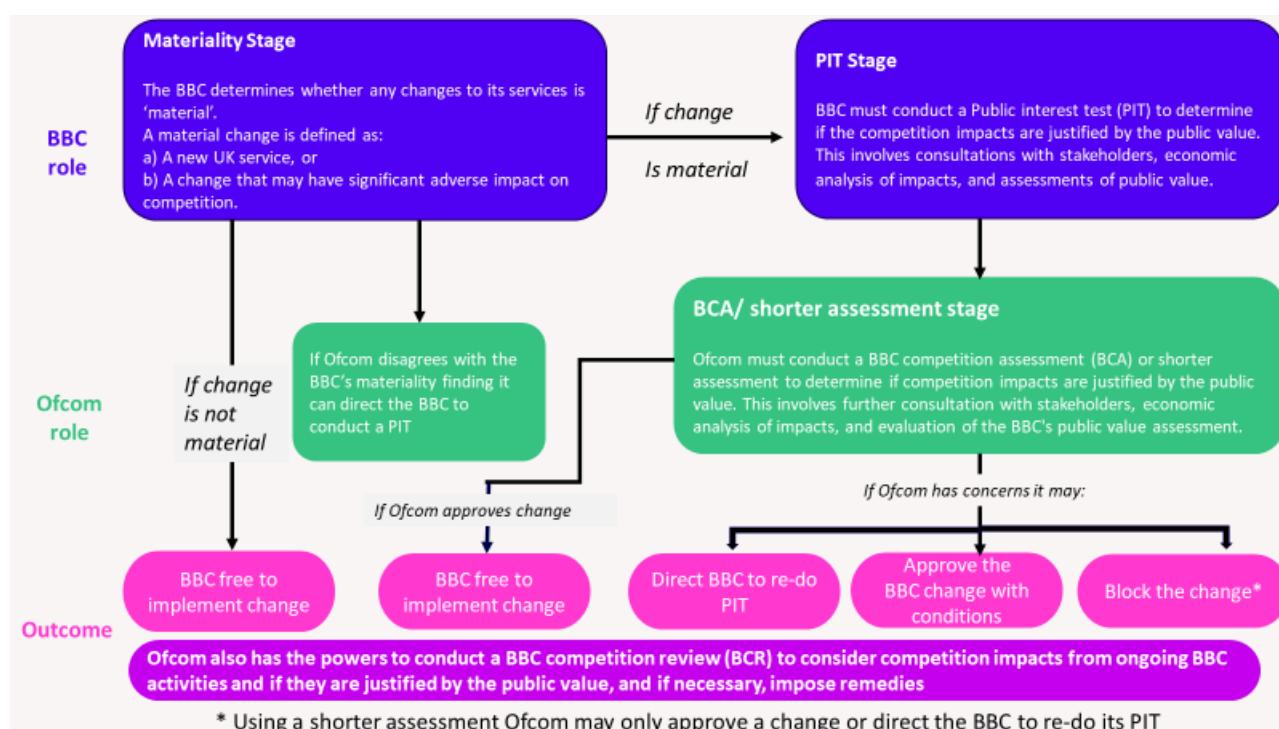 Materiality Stage
The BBC determines whether any changes to its services is
‘material’.
A material change is defined as:
a) A new UK service, or
b) A change that may have significant adverse impact on
competition.
BBC
role
If change
Is material
PIT Stage
BBC must conduct a Public interest test (PIT) to determine
if the competition impacts are justified by the public value.
This involves consultations with stakeholders, economic
analysis of impacts, and assessments of public value.
Ofcom
role
If change
is not
material
If Ofcom disagrees with the
BBC’s materiality finding it
can direct the BBC to
conduct a PIT
BCA/ shorter assessment stage
Ofcom must conduct a BBC competition assessment (BCA) or shorter
assessment to determine if competition impacts are justified by the public
value. This involves further consultation with stakeholders, economic
analysis of impacts, and evaluation of the BBC's public value assessment.
If Ofcom approves change
If Ofcom has concerns it may:
Outcome
BBC free to
implement change
BBC free to
implement change
Direct BBC to re-do
PIT
Approve the
BBC change with
conditions
Block the change*
Ofcom also has the powers to conduct a BBC competition review (BCR) to consider competition impacts from ongoing BBC
activities and if they are justified by the public value, and if necessary, impose remedies
* Using a shorter assessment Ofcom may only approve a change or direct the BBC to re-do its PIT